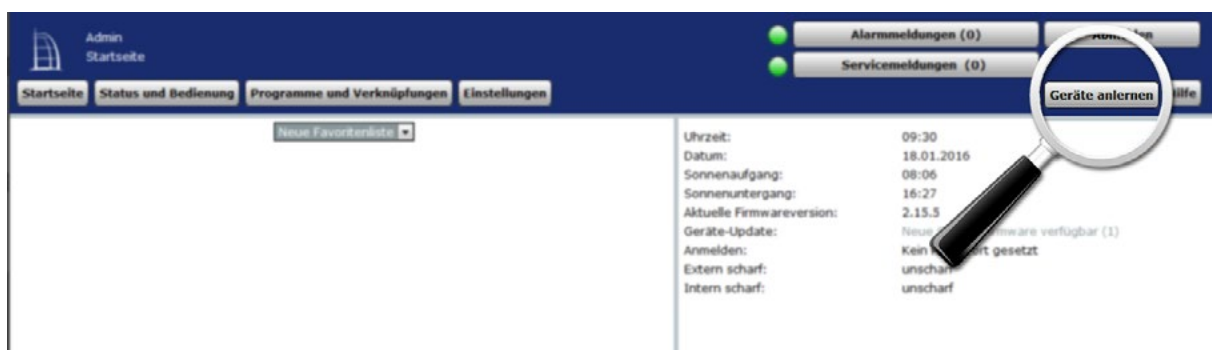 Admin
Startseite
Alarmmeldungen (0)
Abmelden
Servicemeldungen (0)
Startseite Status und Bedienung Programme und Verknüpfungen Einstellungen Geräte anlernen
Neue Favoritenliste
Uhrzeit: 09:30
Datum: 18.01.2016
Sonnenaufgang: 08:06
Sonnenuntergang: 16:27
Aktuelle Firmwareversion: 2.15.5
Geräte-Update: Neue verfügbar (1)
Anmelden: Kein gesetzt
Extern scharf: unscharf
Intern scharf: unscharf